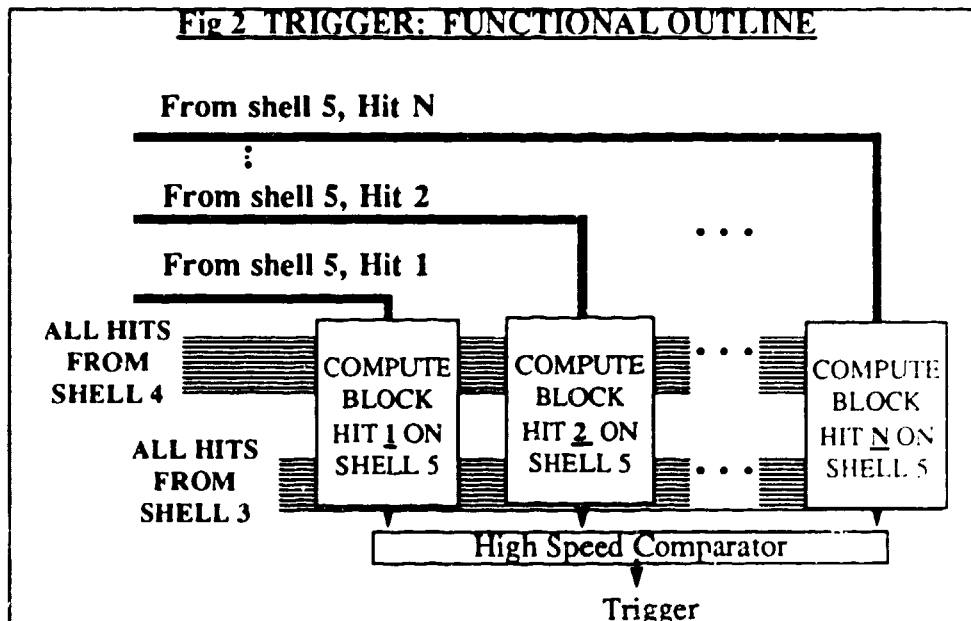 Fig 2 TRIGGER: FUNCTIONAL OUTLINE
From shell 5, Hit N
From shell 5, Hit 2
From shell 5, Hit 1
ALL HITS
FROM
SHELL 4
ALL HITS
FROM
SHELL 3
COMPUTE
BLOCK
HIT 1 ON
SHELL 5
COMPUTE
BLOCK
HIT 2 ON
SHELL 5
COMPUTE
BLOCK
HIT N ON
SHELL 5
High Speed Comparator
Trigger